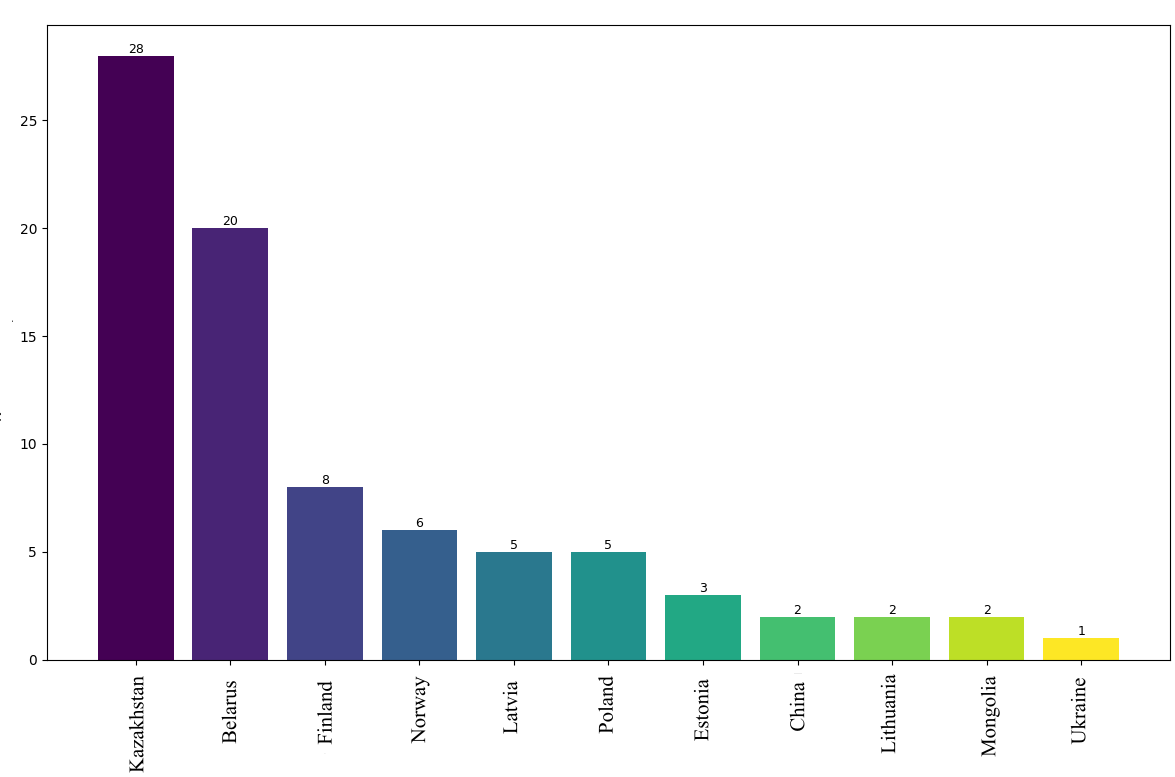 28
20
8
6
5
5
3
2
2
2
1
25
20
15
10
5
0
Kazakhstan
Belarus
Finland
Norway
Latvia
Poland
Estonia
China
Lithuania
Mongolia
Ukraine